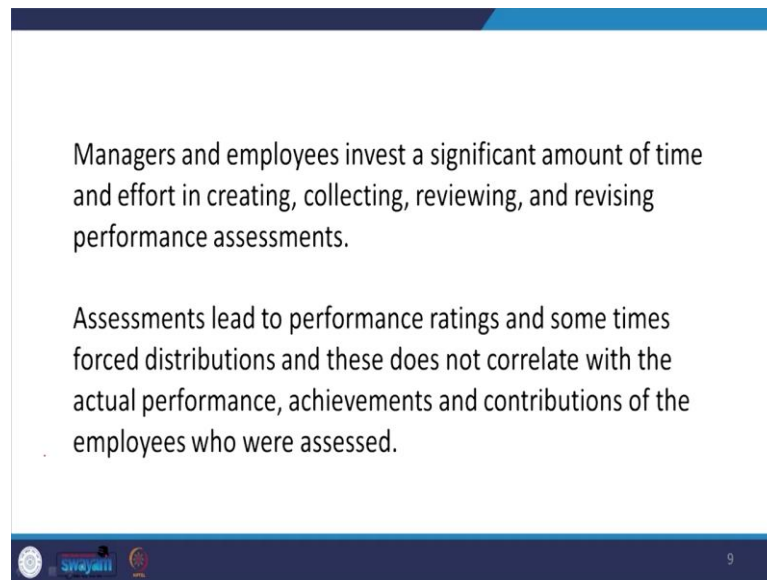 Managers and employees invest a significant amount of time
and effort in creating, collecting, reviewing, and revising
performance assessments.
Assessments lead to performance ratings and some times
forced distributions and these does not correlate with the
actual performance, achievements and contributions of the
employees who were assessed.
swayam
9